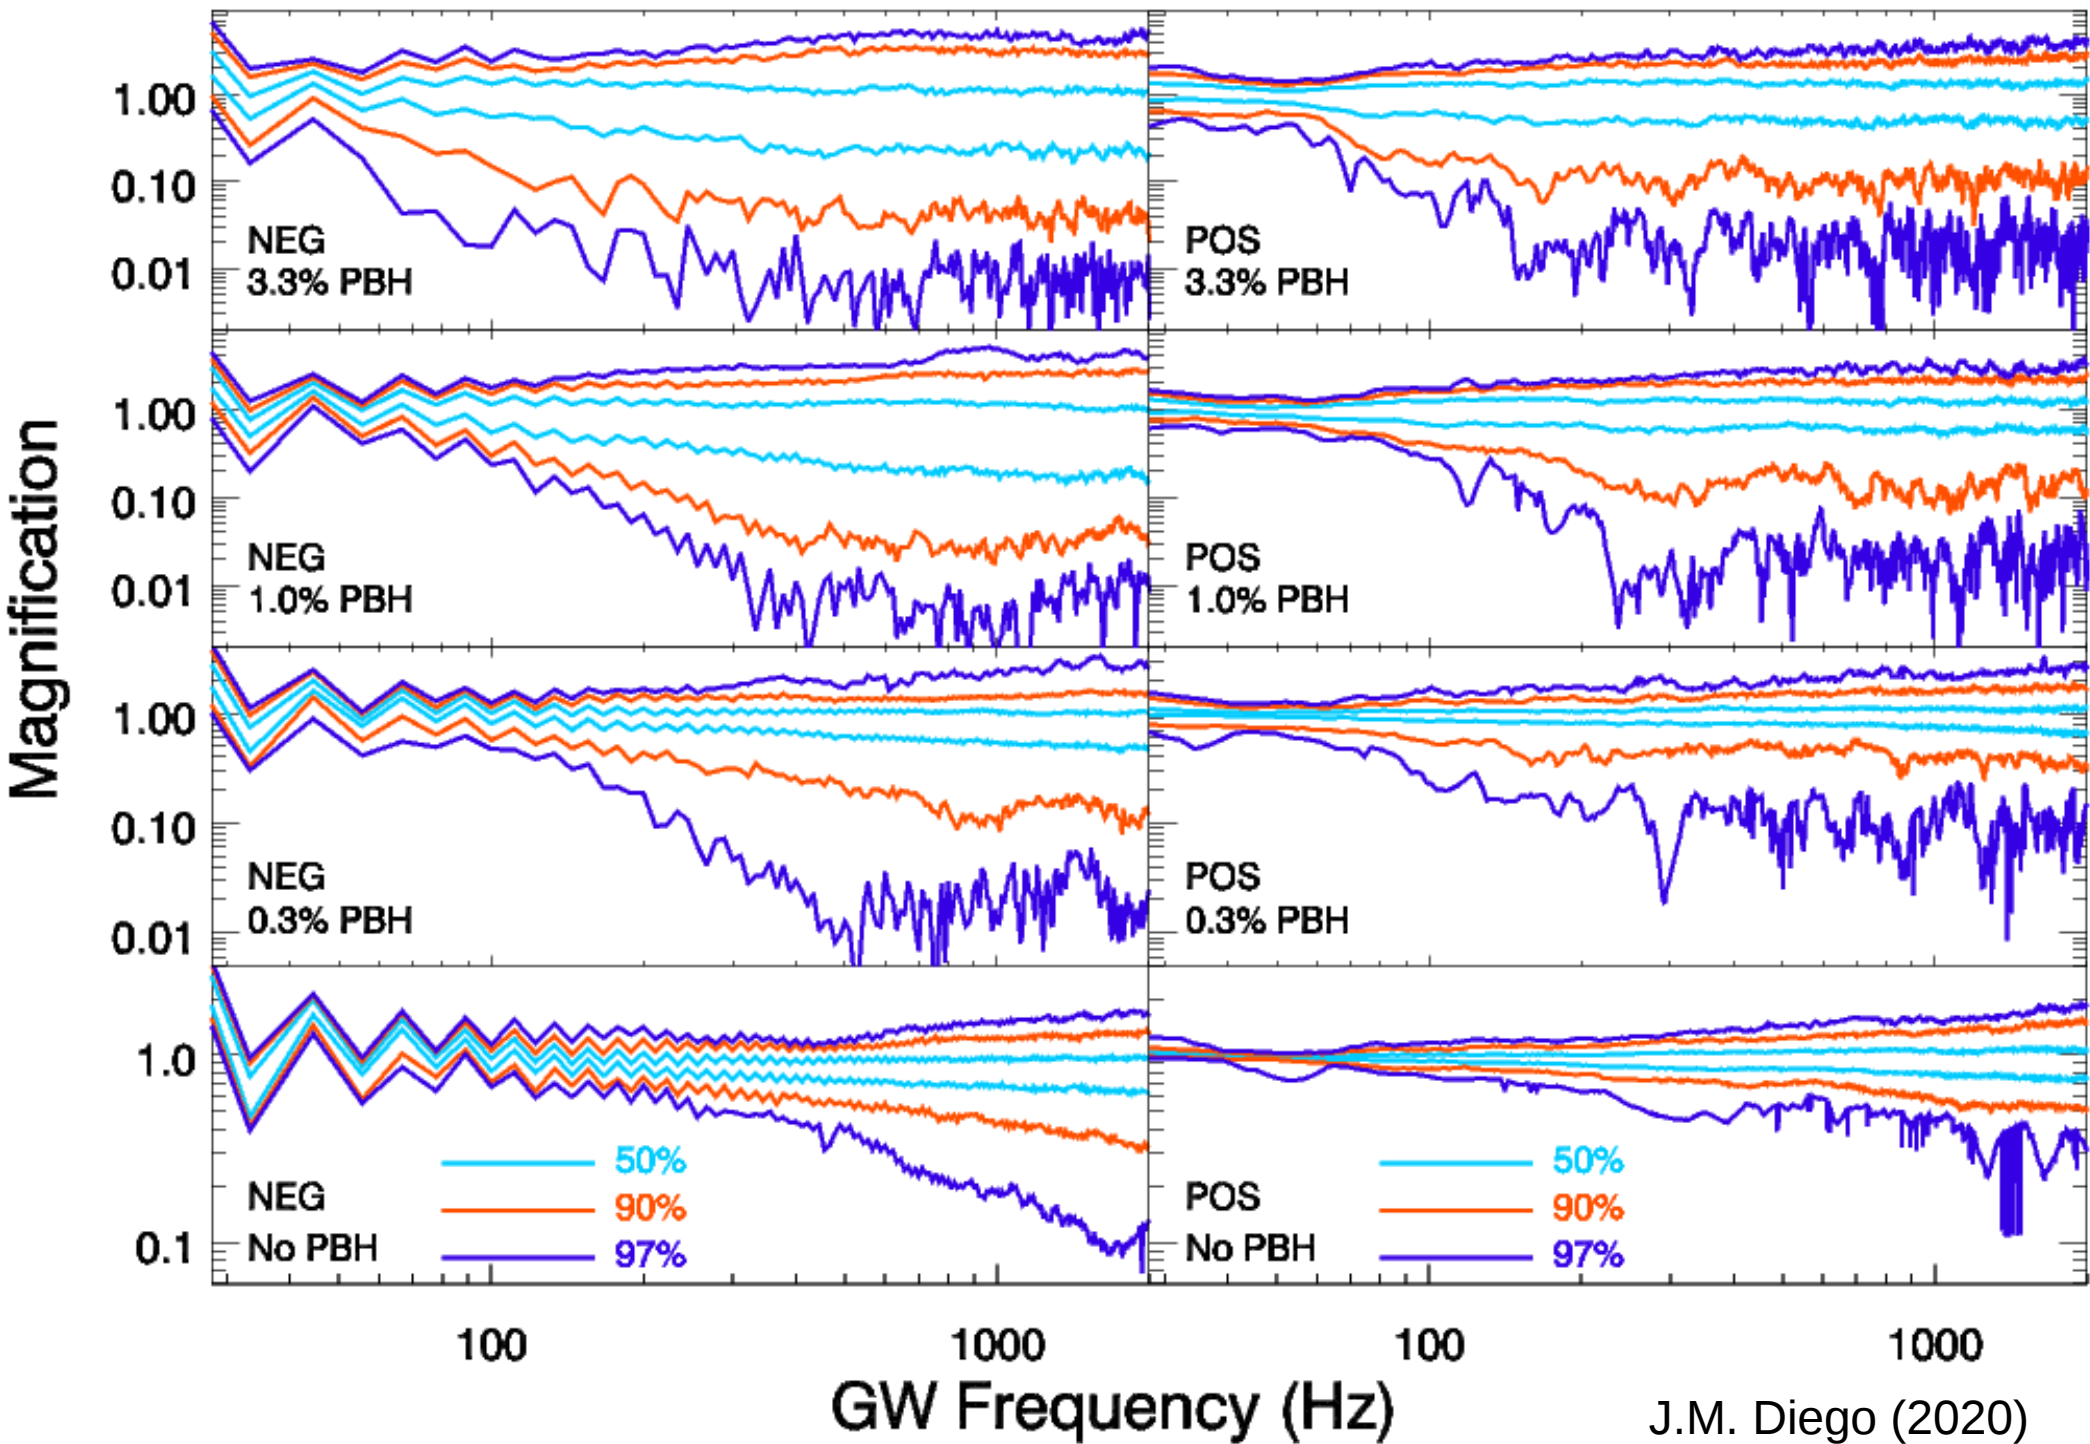 Magnification
1.00
0.10
0.01
NEG
3.3% PBH
POS
3.3% PBH
1.00
0.10
0.01
NEG
1.0% PBH
POS
1.0% PBH
1.00
0.10
0.01
NEG
0.3% PBH
POS
0.3% PBH
1.0
0.1
NEG
No PBH
50%
90%
97%
POS
No PBH
50%
90%
97%
100 1000 100 1000
GW Frequency (Hz)
J.M. Diego (2020)